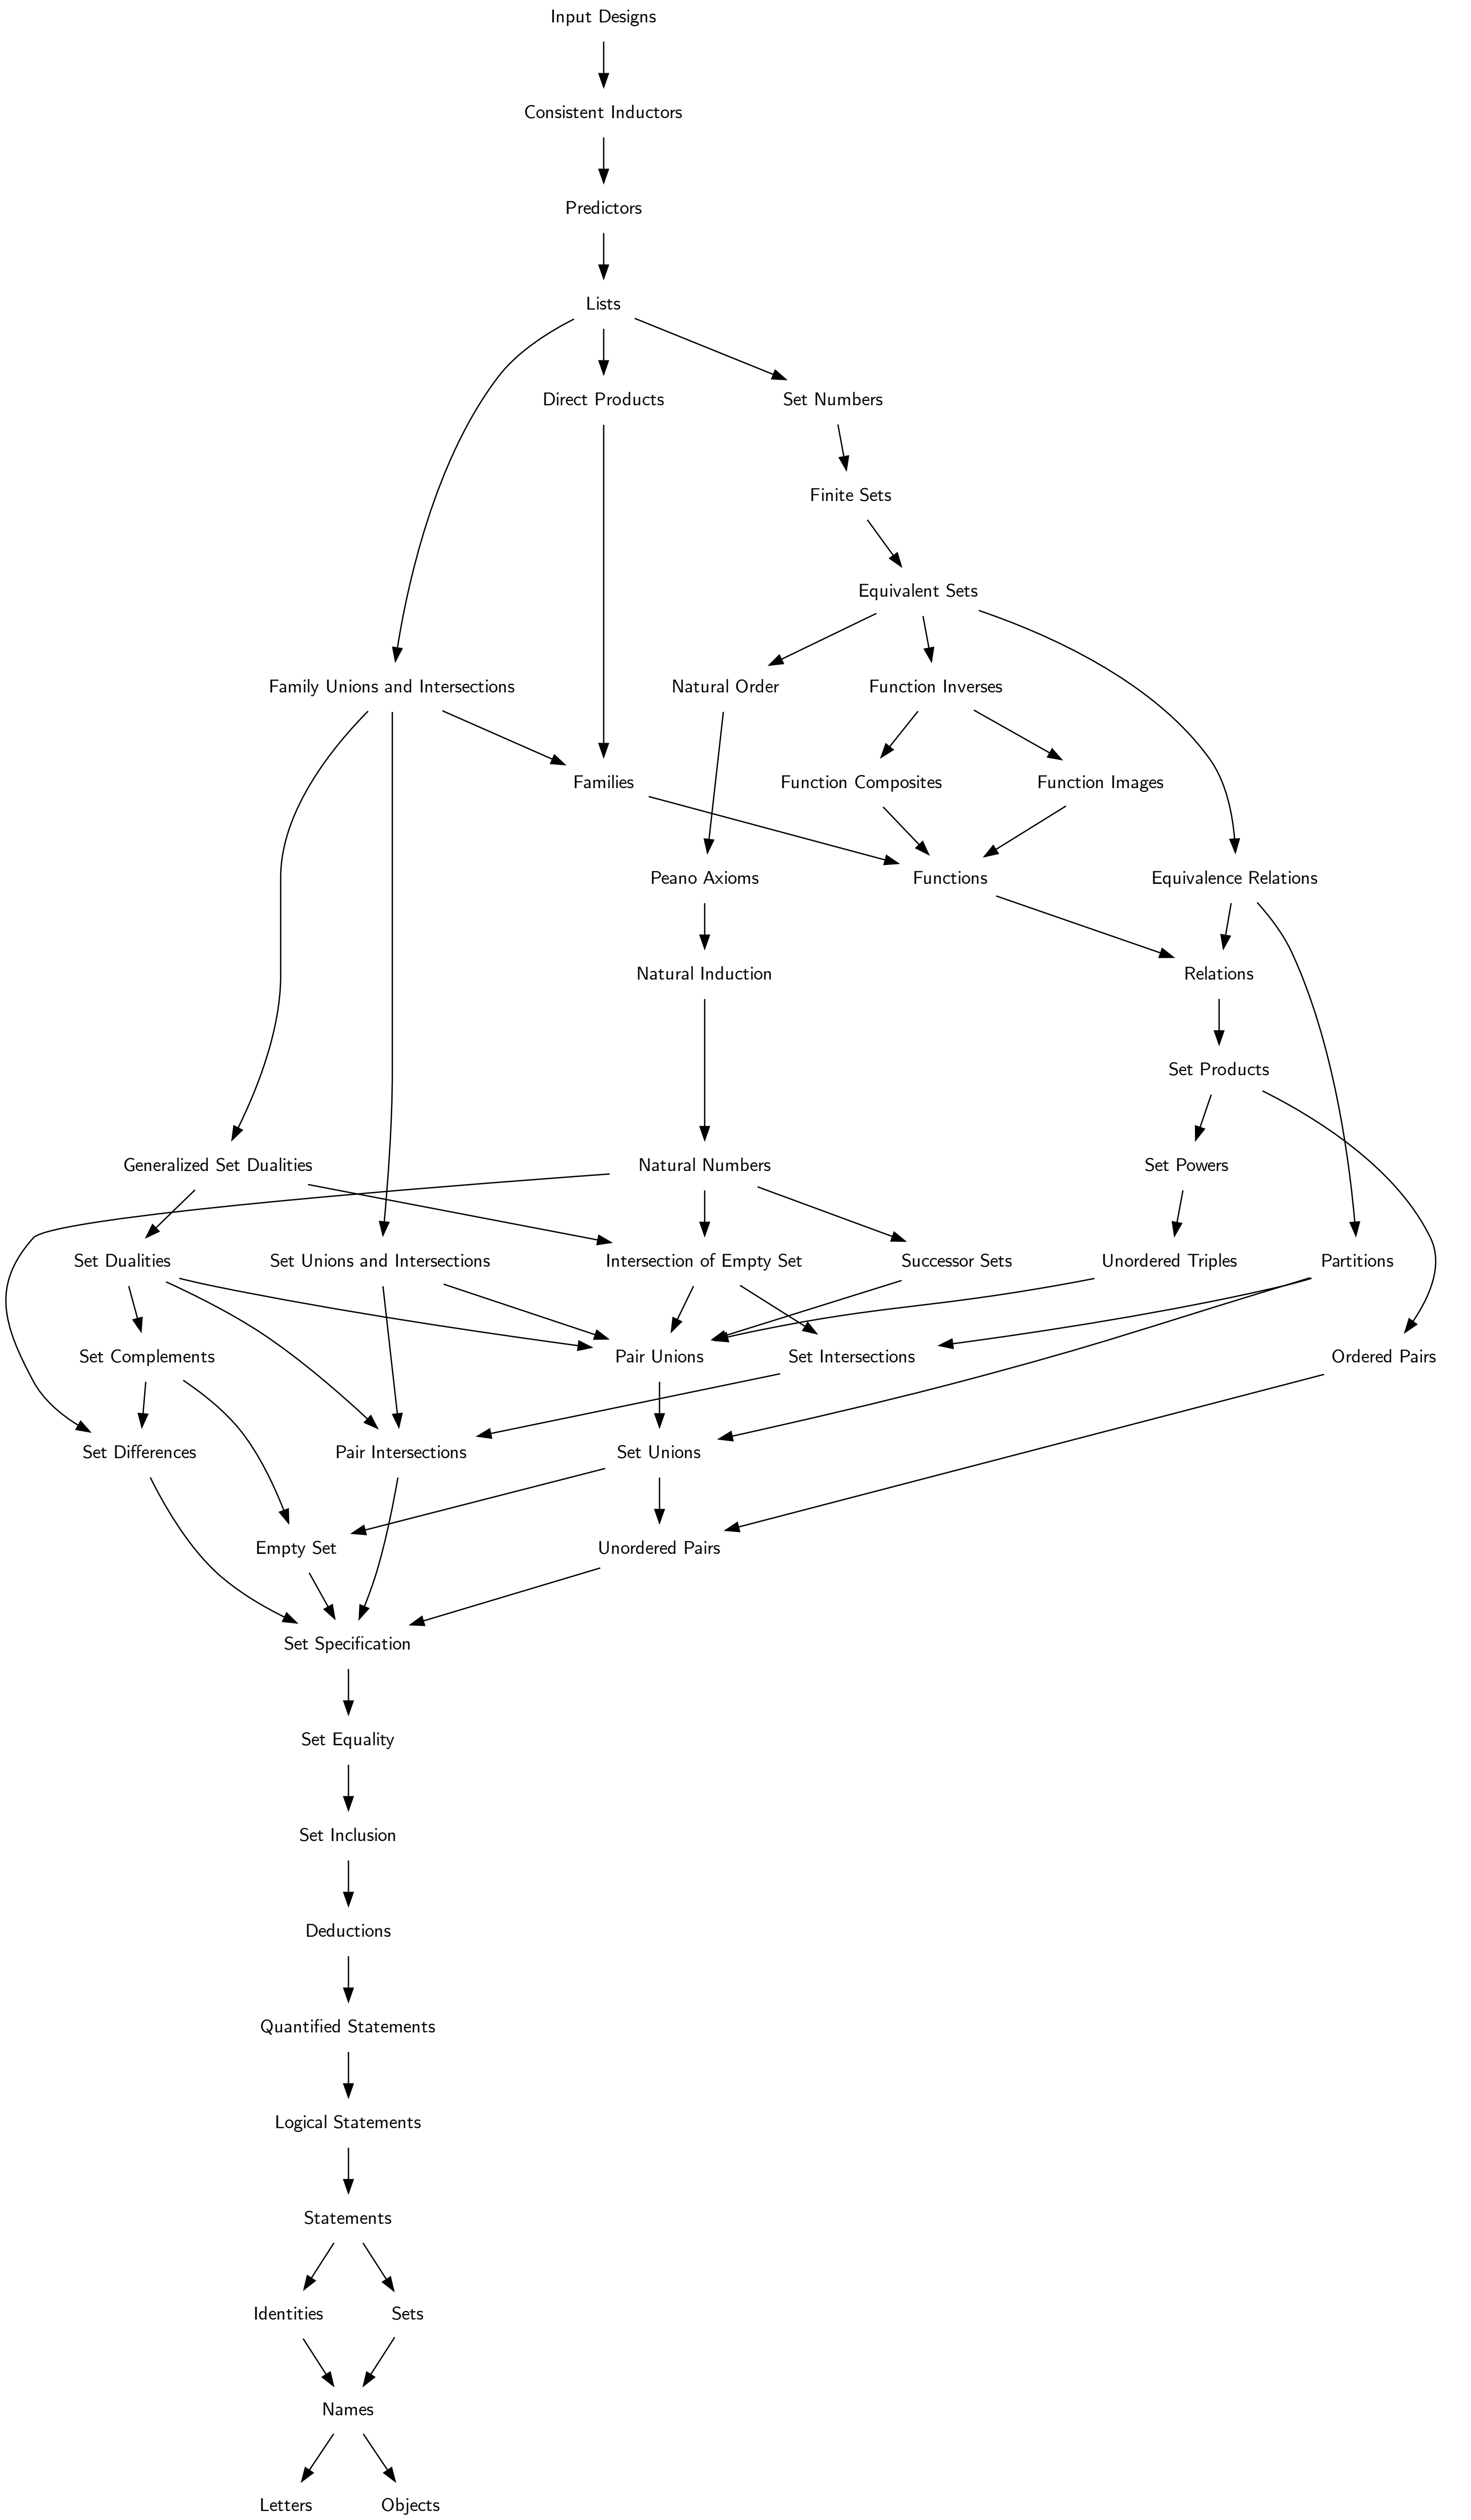 Input Designs
Consistent Inductors
Predictors
Lists
Direct Products
Set Numbers
Finite Sets
Equivalent Sets
Family Unions and Intersections
Natural Order
Function Inverses
Families
Function Composites
Function Images
Peano Axioms
Functions
Equivalence Relations
Natural Induction
Relations
Set Products
Generalized Set Dualities
Natural Numbers
Set Powers
Set Dualities
Set Unions and Intersections
Intersection of Empty Set
Successor Sets
Unordered Triples
Partitions
Set Complements
Pair Unions
Set Intersections
Ordered Pairs
Set Differences
Pair Intersections
Set Unions
Empty Set
Unordered Pairs
Set Specification
Set Equality
Set Inclusion
Deductions
Quantified Statements
Logical Statements
Statements
Identities
Sets
Names
Letters
Objects